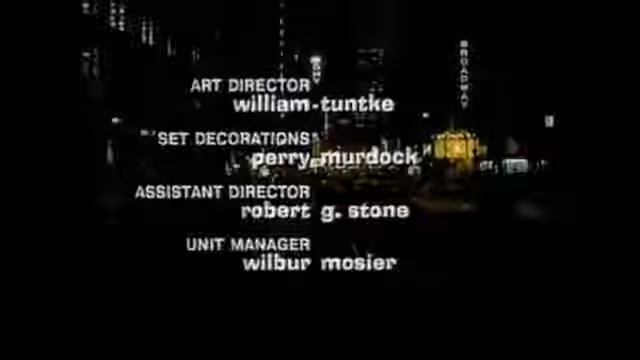 BROADWAY
ART DIRECTOR
william tuntke
SET DECORATIONS
perry murdock
ASSISTANT DIRECTOR
robert g. stone
UNIT MANAGER
wilbur mosier